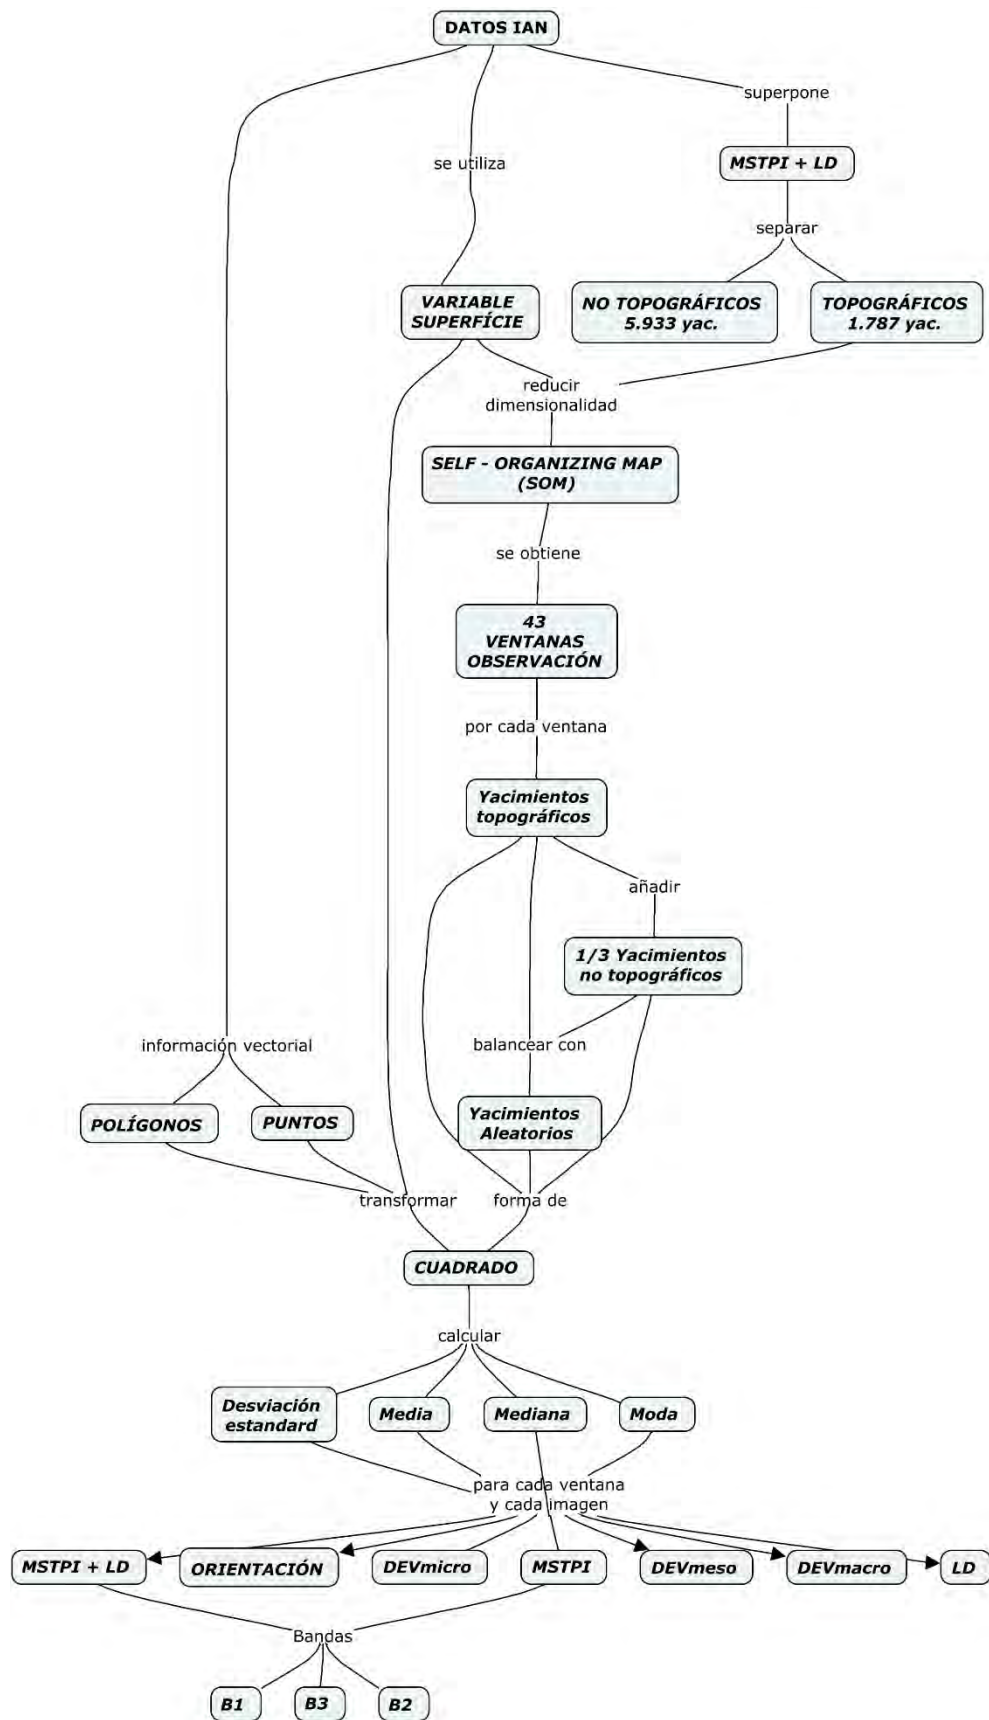 DATOS IAN
superpone
se utiliza
MSTPI + LD
separar
VARIABLE
SUPERFÍCIE
NO TOPOGRÁFICOS
5.933 yac.
TOPOGRÁFICOS
1.787 yac.
reducir
dimensionalidad
SELF - ORGANIZING MAP
(SOM)
se obtiene
43
VENTANAS
OBSERVACIÓN
por cada ventana
Yacimientos
topográficos
añadir
1/3 Yacimientos
no topográficos
información vectorial
balancear con
POLÍGONOS
PUNTOS
Yacimientos
Aleatorios
transformar
forma de
CUADRADO
calcular
Desviación
estandard
Media
Mediana
Moda
para cada ventana
y cada imagen
MSTPI + LD
ORIENTACIÓN
DEVmicro
MSTPI
DEVmeso
DEVmacro
LD
Bandas
B1
B3
B2